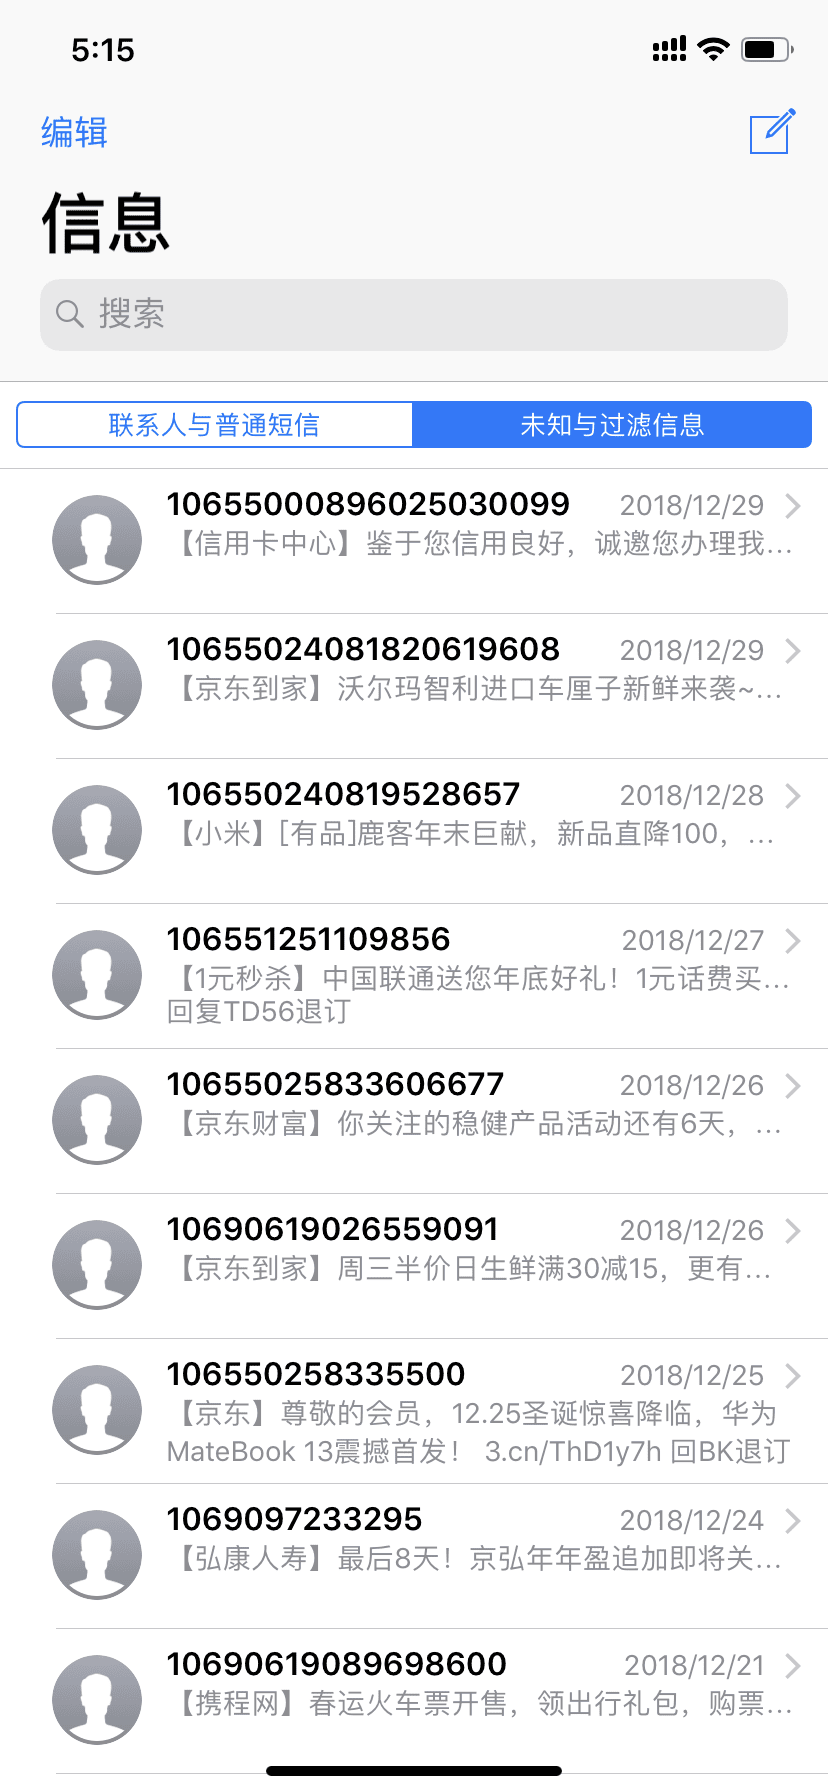 5:15
编辑
信息
搜索
联系人与普通短信
未知与过滤信息
10655000896025030099 2018/12/29
【信用卡中心】鉴于您信用良好，诚邀您办理我...
10655024081820619608 2018/12/29
【京东到家】沃尔玛智利进口车厘子新鲜来袭~...
106550240819528657 2018/12/28
【小米】[有品]鹿客年末巨献，新品直降100，...
106551251109856 2018/12/27
【1元秒杀】中国联通送您年底好礼！1元话费买...
回复TD56退订
10655025833606677 2018/12/26
【京东财富】你关注的稳健产品活动还有6天，...
10690619026559091 2018/12/26
【京东到家】周三半价日生鲜满30减15，更有...
106550258335500 2018/12/25
【京东】尊敬的会员，12.25圣诞惊喜降临，华为
MateBook 13震撼首发！ 3.cn/ThD1y7h 回BK退订
1069097233295 2018/12/24
【弘康人寿】最后8天！京弘年年盈追加即将关...
10690619089698600 2018/12/21
【携程网】春运火车票开售，领出行礼包，购票...